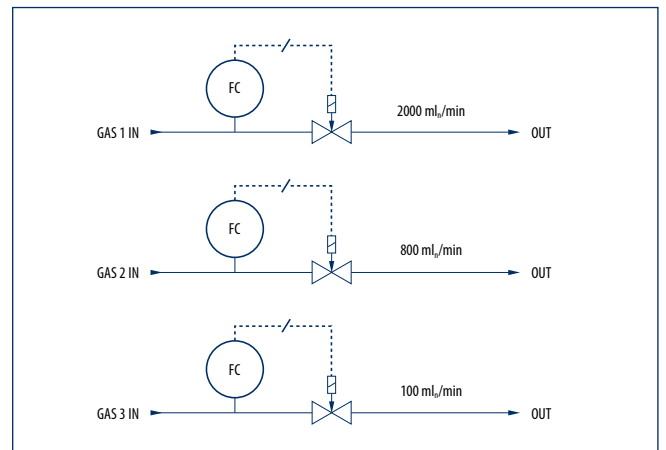 FC
2000 mlₙ/min
GAS 1 IN
OUT
FC
800 mlₙ/min
GAS 2 IN
OUT
FC
100 mlₙ/min
GAS 3 IN
OUT